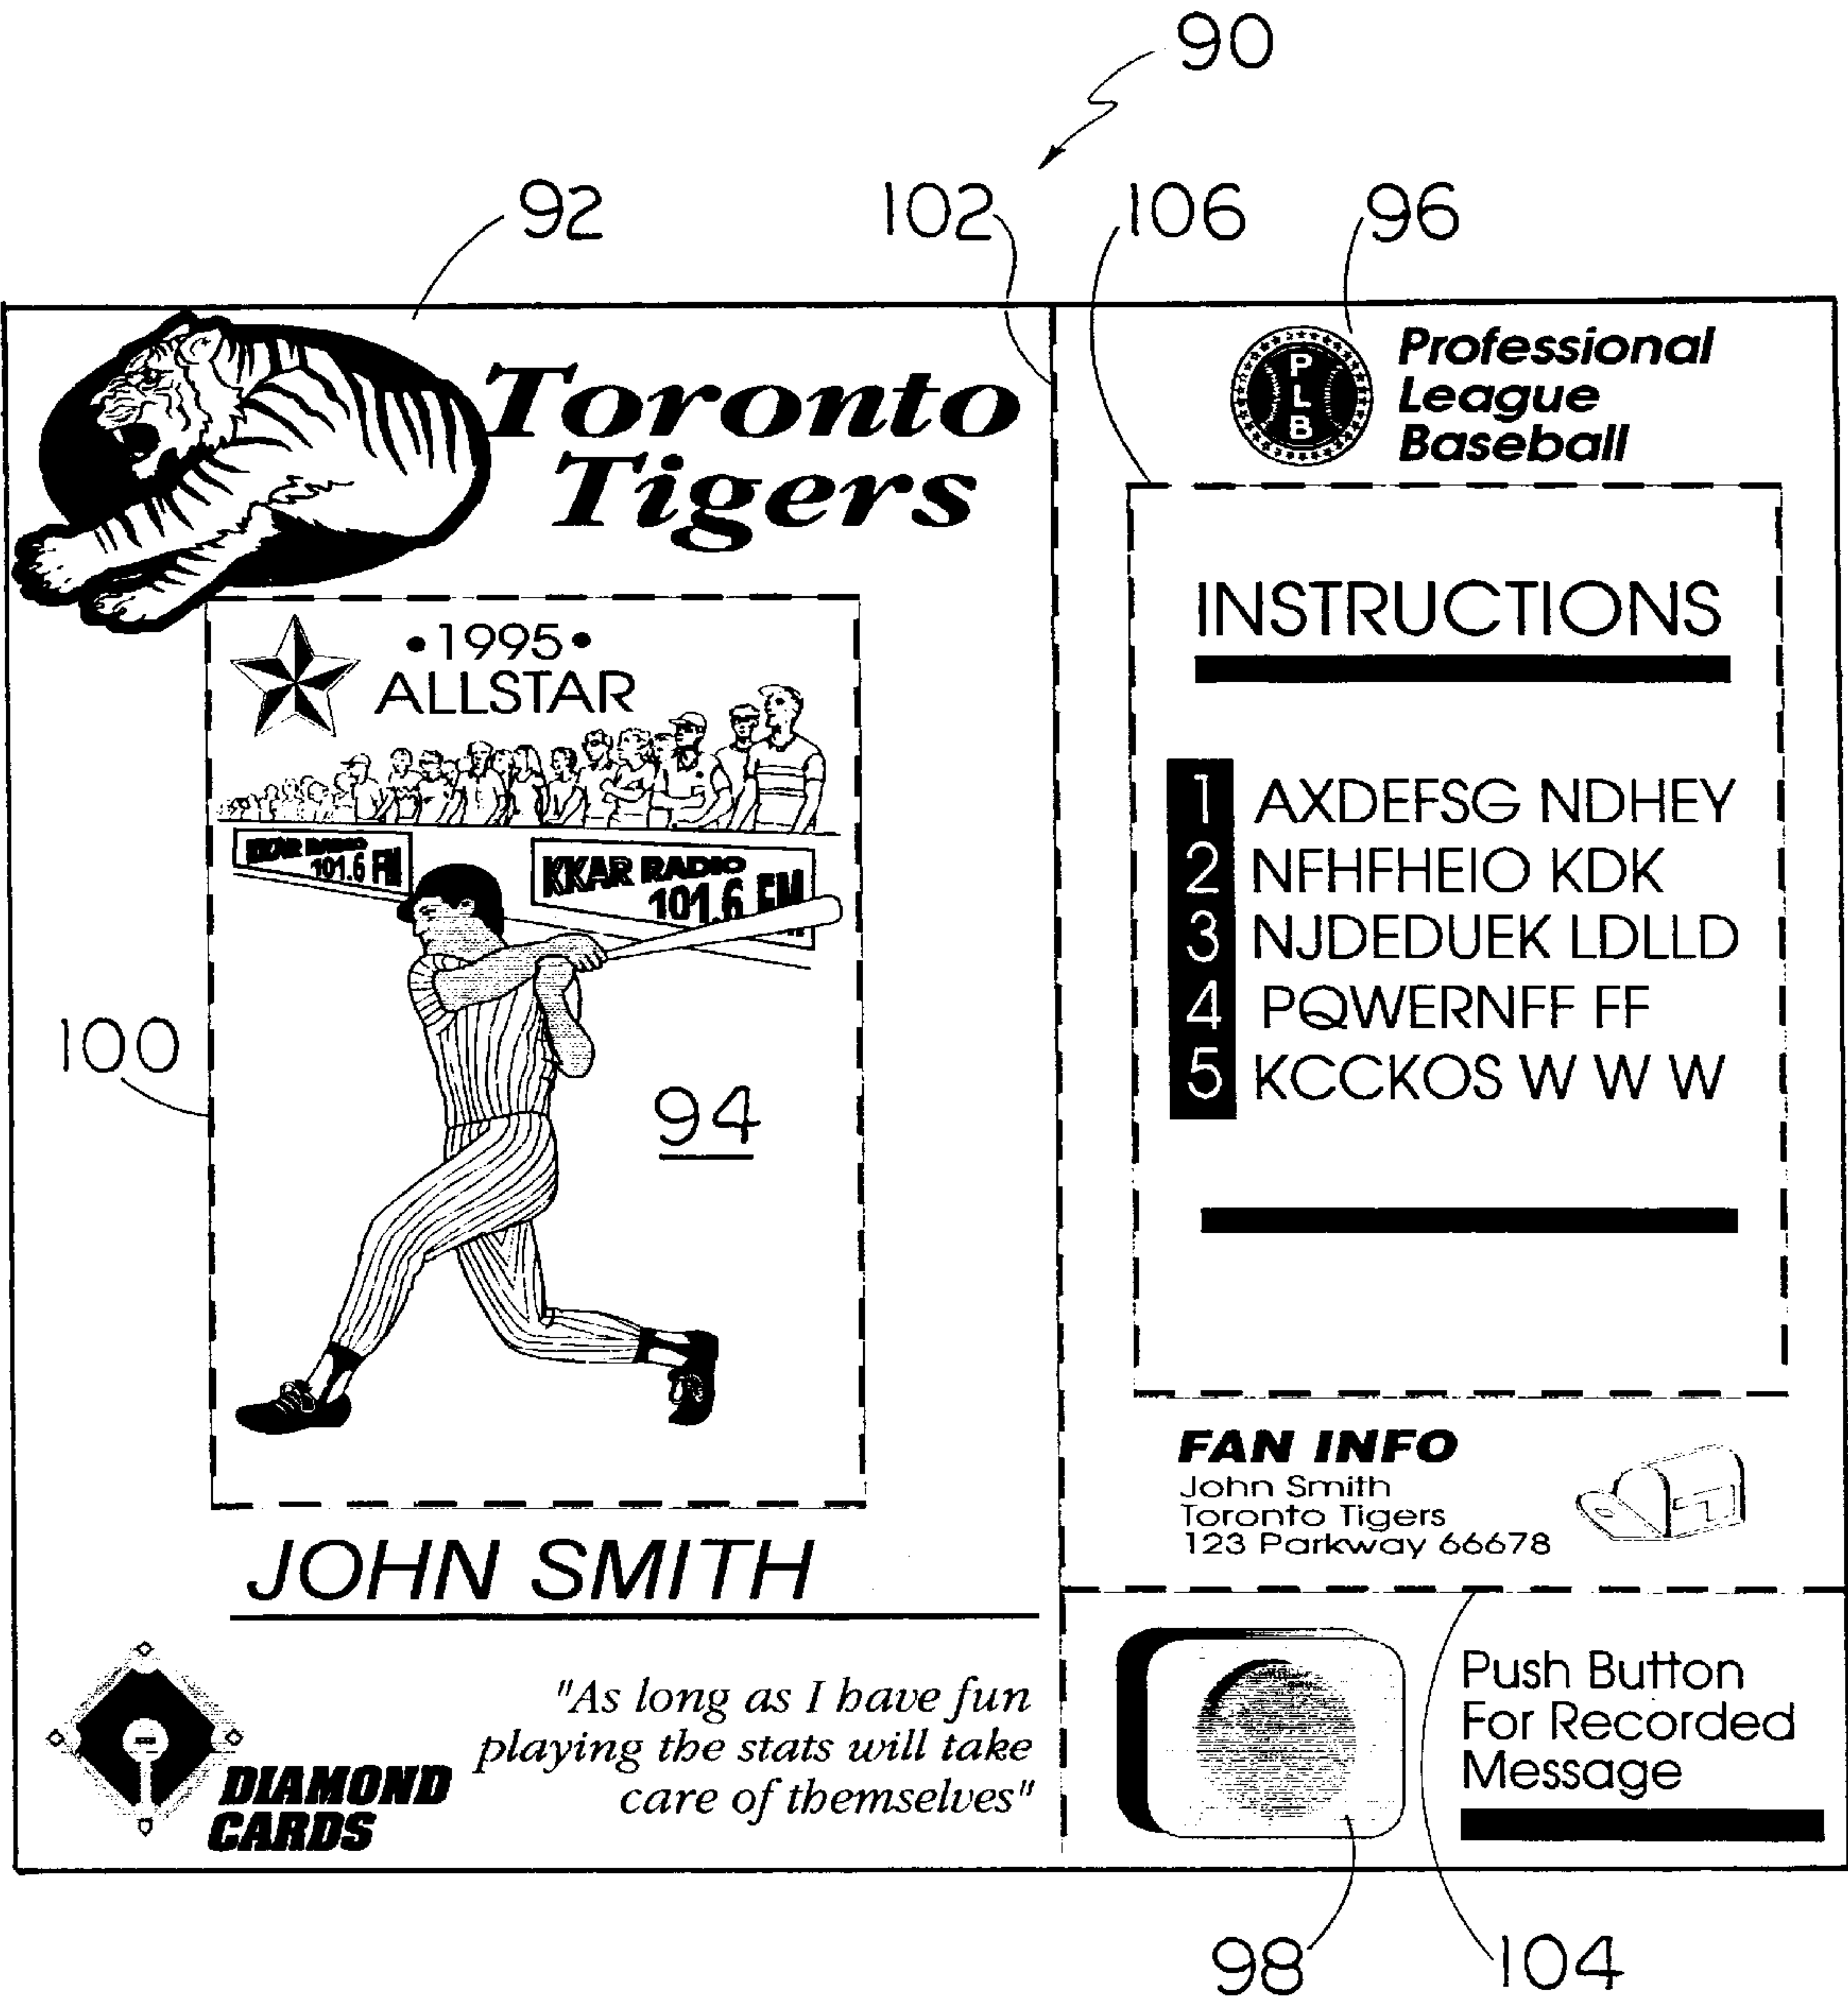 90
92
102
106
96
Toronto
Tigers
•1995•
ALLSTAR
KKAR RADIO
101.6 FM
KKAR RADIO
101.6 FM
100
94
JOHN SMITH
DIAMOND
CARDS
"As long as I have fun
playing the stats will take
care of themselves"
P
L
B
Professional
League
Baseball
INSTRUCTIONS
1 AXDEFSG NDHEY
2 NFHFHEIO KDK
3 NJDEDUEK LDLLD
4 PQWERNFF FF
5 KCCKOS W W W
FAN INFO
John Smith
Toronto Tigers
123 Parkway 66678
Push Button
For Recorded
Message
98
104